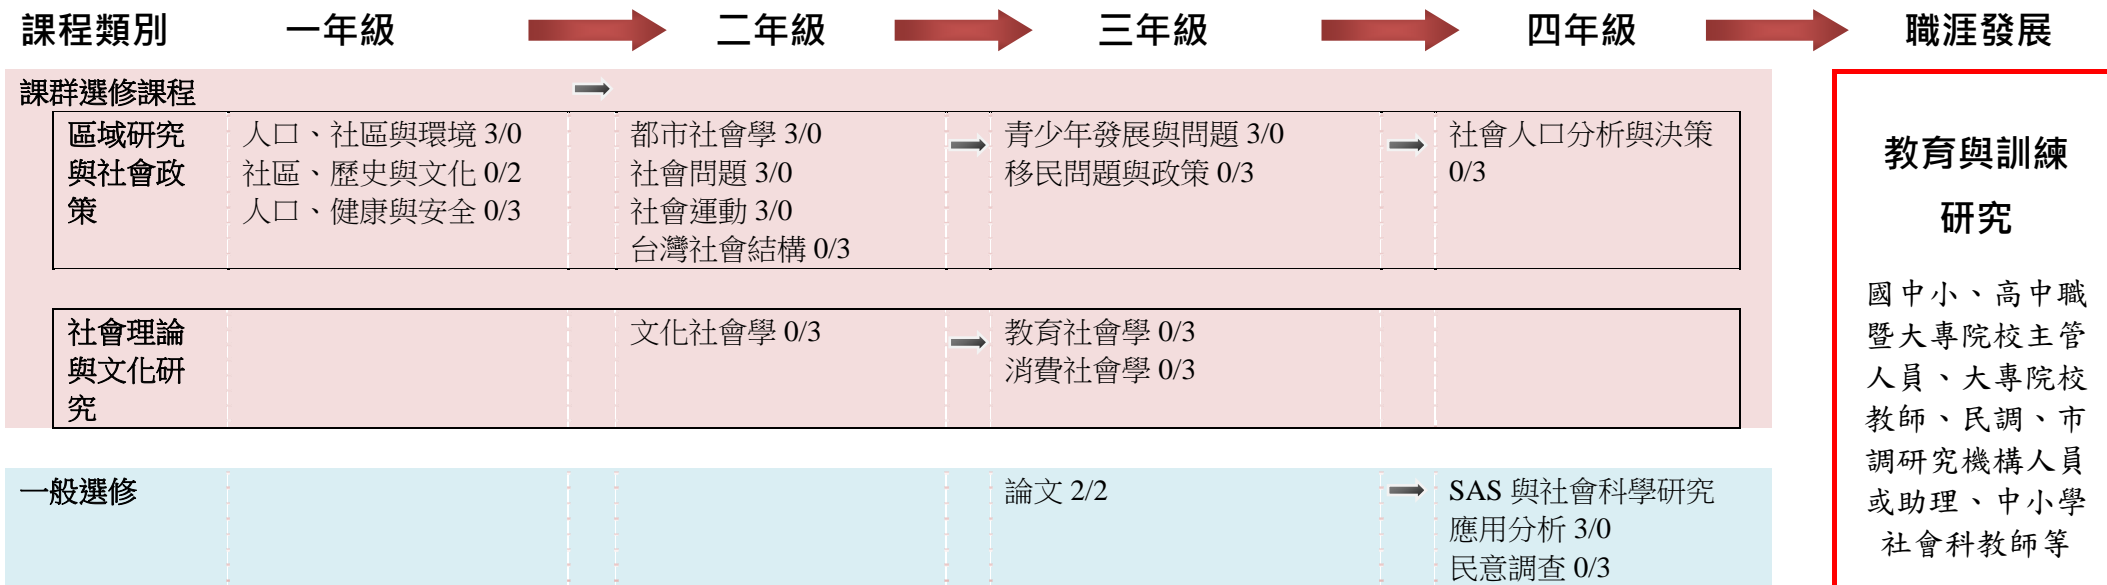 課程類別 一年級 二年級 三年級 四年級 職涯發展
課群選修課程
區域研究
與社會政
策
人口、社區與環境 3/0
社區、歷史與文化 0/2
人口、健康與安全 0/3
都市社會學 3/0
社會問題 3/0
社會運動 3/0
台灣社會結構 0/3
青少年發展與問題 3/0
移民問題與政策 0/3
社會人口分析與決策
0/3
社會理論
與文化研
究
文化社會學 0/3
教育社會學 0/3
消費社會學 0/3
一般選修
論文 2/2
SAS 與社會科學研究
應用分析 3/0
民意調查 0/3
教育與訓練
研究
國中小、高中職
暨大專院校主管
人員、大專院校
教師、民調、市
調研究機構人員
或助理、中小學
社會科教師等